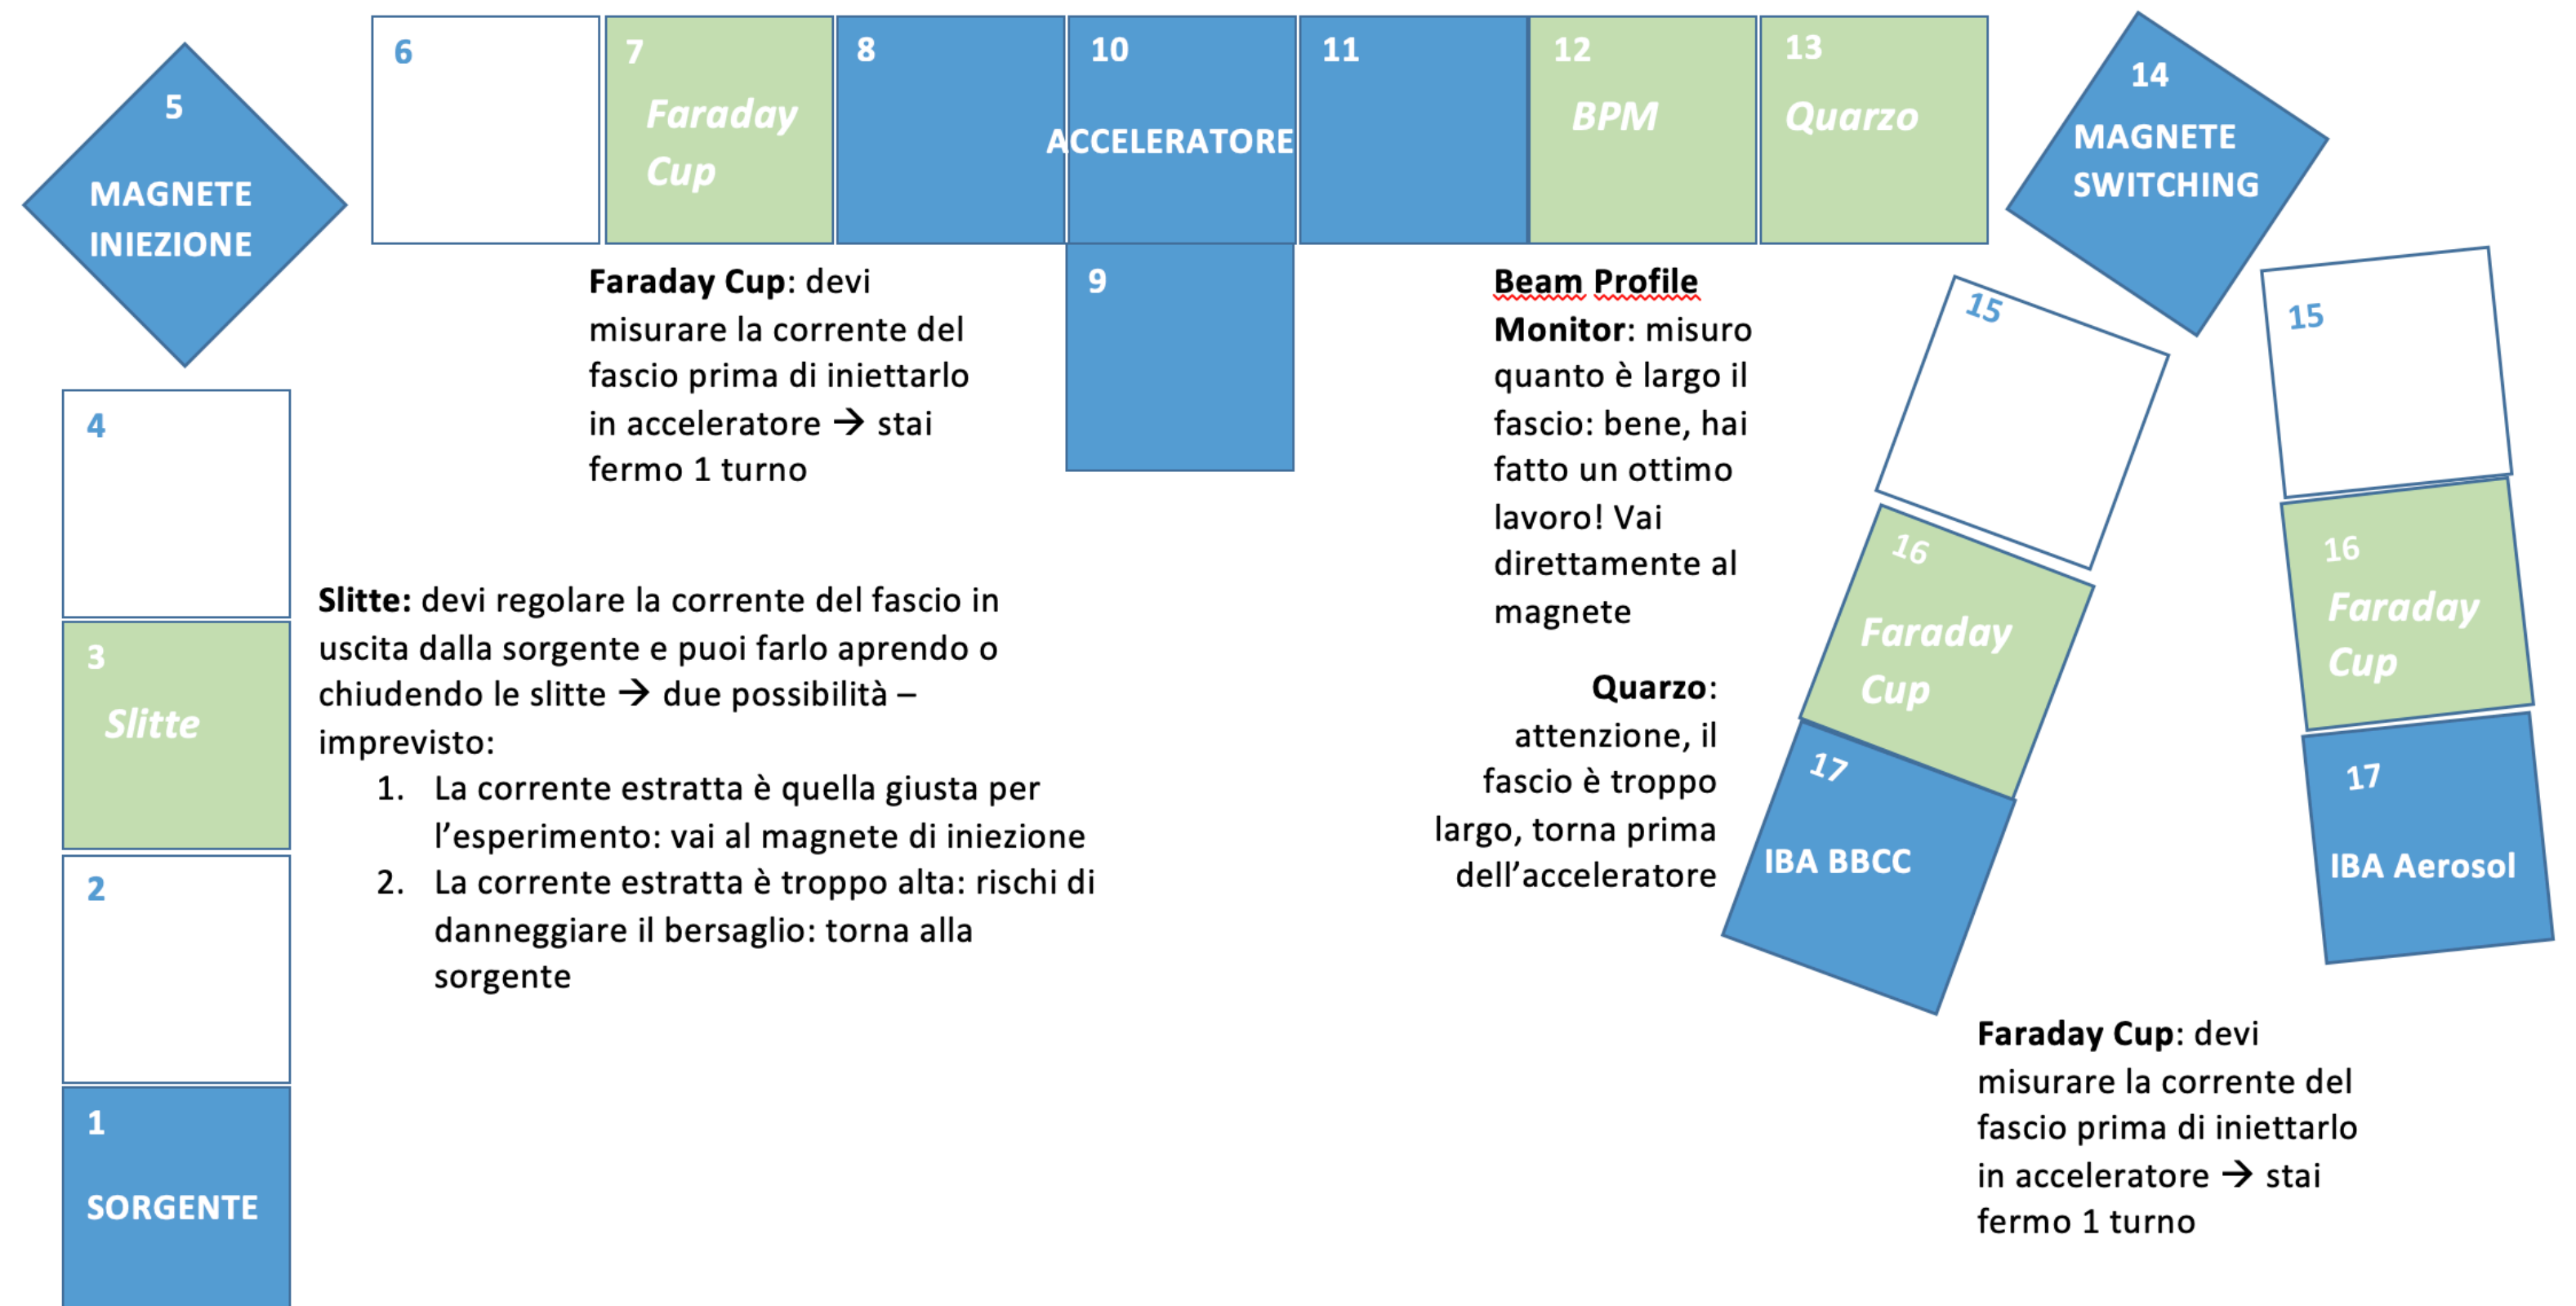 5
MAGNETE
INIEZIONE
6
7
Faraday
Cup
8
10
ACCELERATORE
11
12
BPM
13
Quarzo
14
MAGNETE
SWITCHING
9
4
3
Slitte
2
1
SORGENTE
Faraday Cup: devi
misurare la corrente del
fascio prima di iniettarlo
in acceleratore → stai
fermo 1 turno
Slitte: devi regolare la corrente del fascio in
uscita dalla sorgente e puoi farlo aprendo o
chiudendo le slitte → due possibilità –
imprevisto:
1. La corrente estratta è quella giusta per
l’esperimento: vai al magnete di iniezione
2. La corrente estratta è troppo alta: rischi di
danneggiare il bersaglio: torna alla
sorgente
Beam Profile
Monitor: misuro
quanto è largo il
fascio: bene, hai
fatto un ottimo
lavoro! Vai
direttamente al
magnete
Quarzo:
attenzione, il
fascio è troppo
largo, torna prima
dell’acceleratore
15
16
Faraday
Cup
17
IBA BBCC
15
16
Faraday
Cup
17
IBA Aerosol
Faraday Cup: devi
misurare la corrente del
fascio prima di iniettarlo
in acceleratore → stai
fermo 1 turno